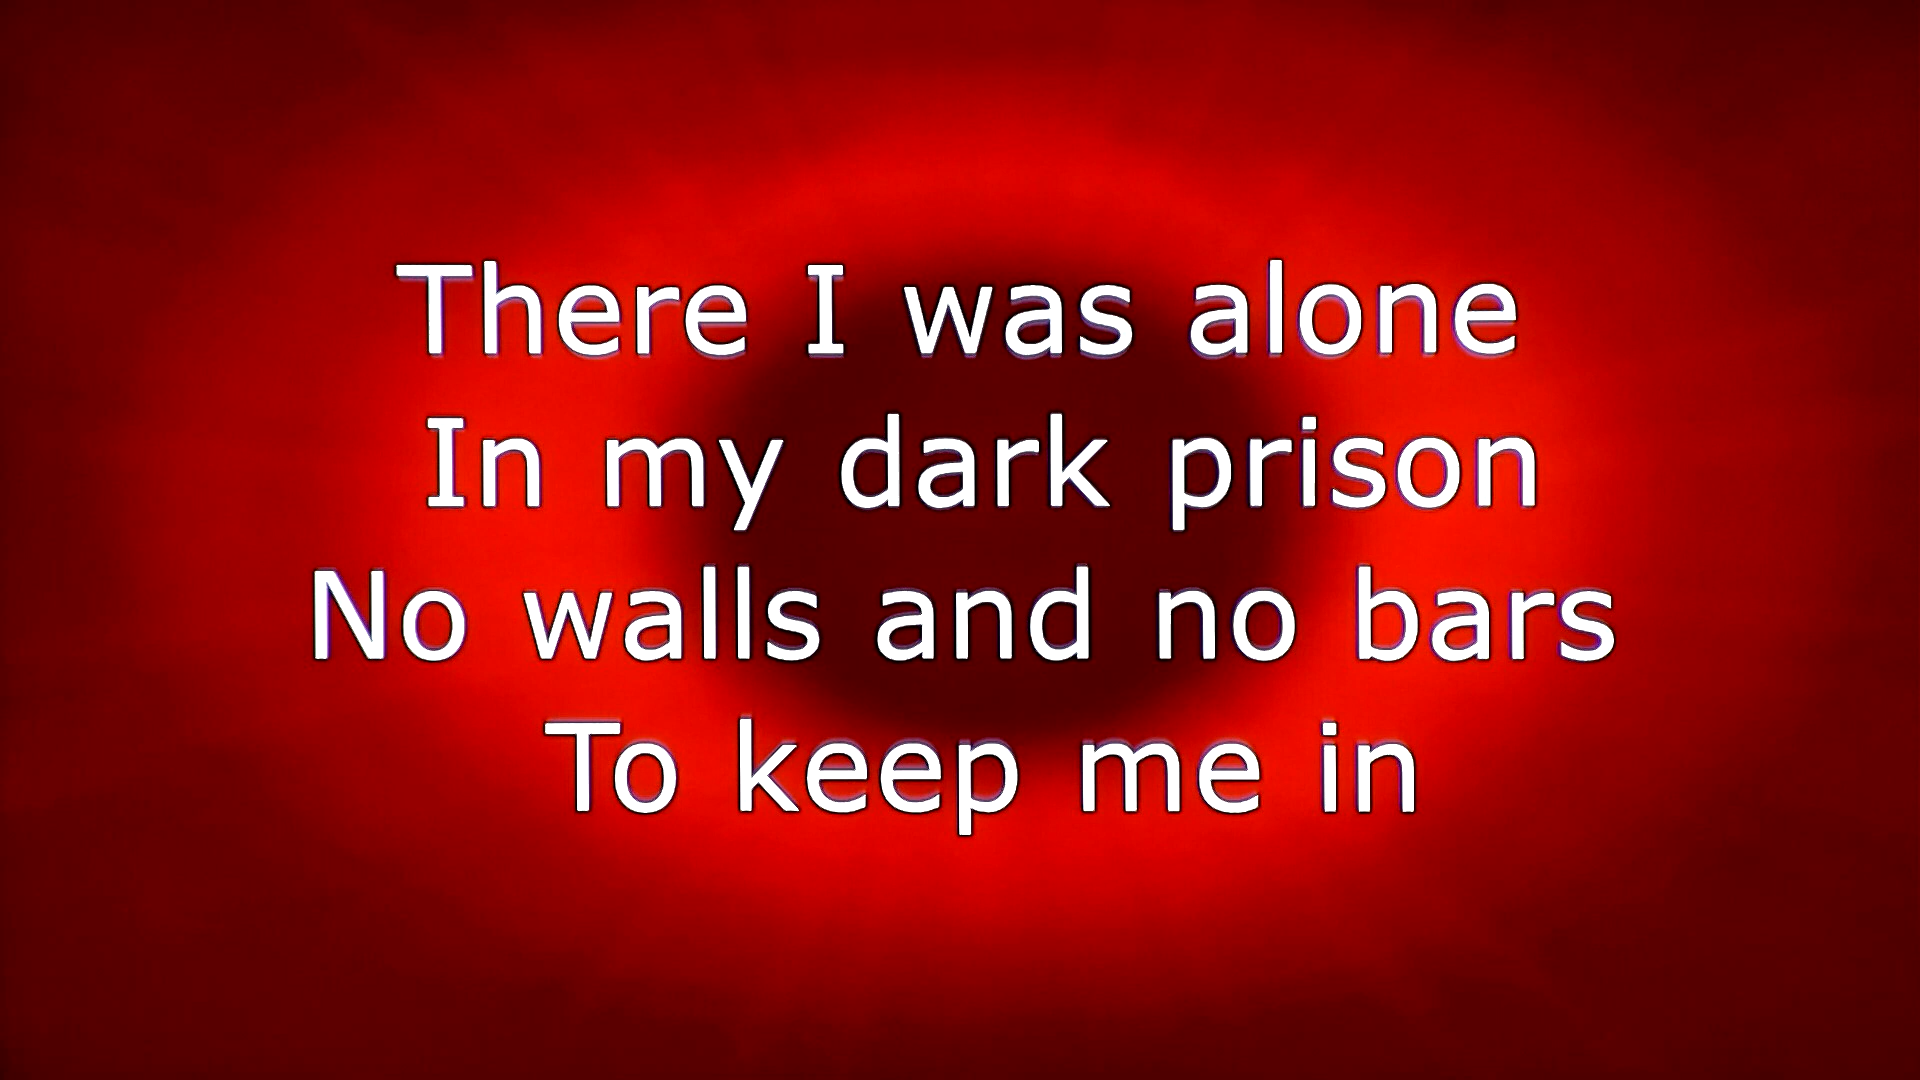 There I was alone
In my dark prison
No walls and no bars
To keep me in